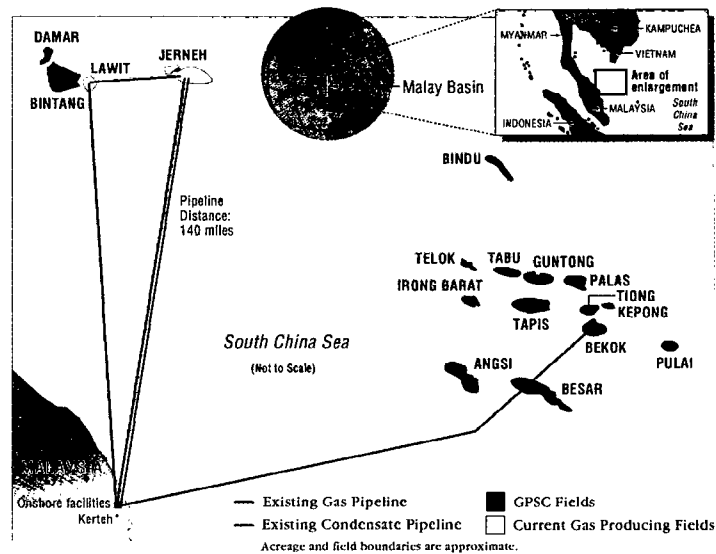 DAMAR
LAWIT
JERNEH
BINTANG
Malay Basin
MYANMAR
KAMPUCHEA
VIETNAM
Area of
enlargement
MALAYSIA
INDONESIA
South
China
Sea
BINDU
Pipeline
Distance:
140 miles
TELOK
TABU
GUNTONG
PALAS
IRONG BARAT
TIONG
KEPONG
TAPIS
BEKOK
PULAI
South China Sea
(Not to Scale)
ANGSI
BESAR
MALAYSIA
Onshore facilities
Kerteh
Existing Gas Pipeline
GPSC Fields
Existing Condensate Pipeline
Current Gas Producing Fields
Acreage and field boundaries are approximate.